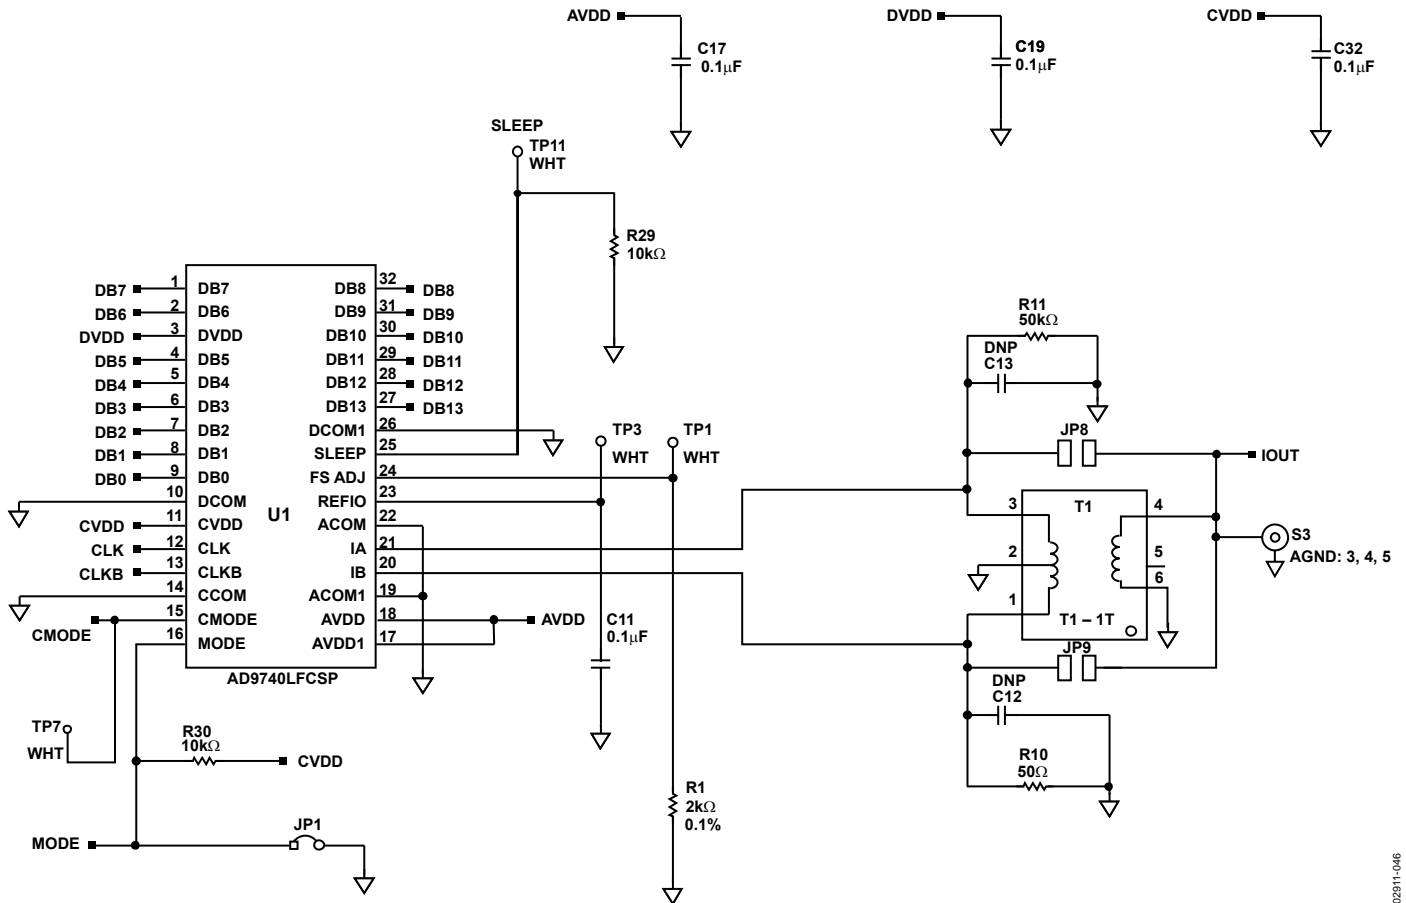 AVDD
C17
0.1µF
DVDD
C19
0.1µF
CVDD
C32
0.1µF
SLEEP
TP11
WHT
R29
10kΩ
DB7 1 DB7 DB8 32 DB8
DB6 2 DB6 DB9 31 DB9
DVDD 3 DVDD DB10 30 DB10
DB5 4 DB5 DB11 29 DB11
DB4 5 DB4 DB12 28 DB12
DB3 6 DB3 DB13 27 DB13
DB2 7 DB2 DCOM1 26
DB1 8 DB1 SLEEP 25
DB0 9 DB0 FS ADJ 24
10 DCOM REFIO 23
U1
CVDD 11 CVDD ACOM 22
CLK 12 CLK IA 21
CLKB 13 CLKB IB 20
14 CCOM ACOM1 19
CMODE 15 CMODE AVDD 18 AVDD
16 MODE AVDD1 17
AD9740LFCSP
TP3
WHT
TP1
WHT
C11
0.1µF
R1
2kΩ
0.1%
TP7
WHT
R30
10kΩ
CVDD
MODE
JP1
R11
50kΩ
DNP
C13
JP8
IOUT
3 T1 4
2 5
6
1
T1 – 1T
S3
AGND: 3, 4, 5
JP9
DNP
C12
R10
50Ω
02911-046